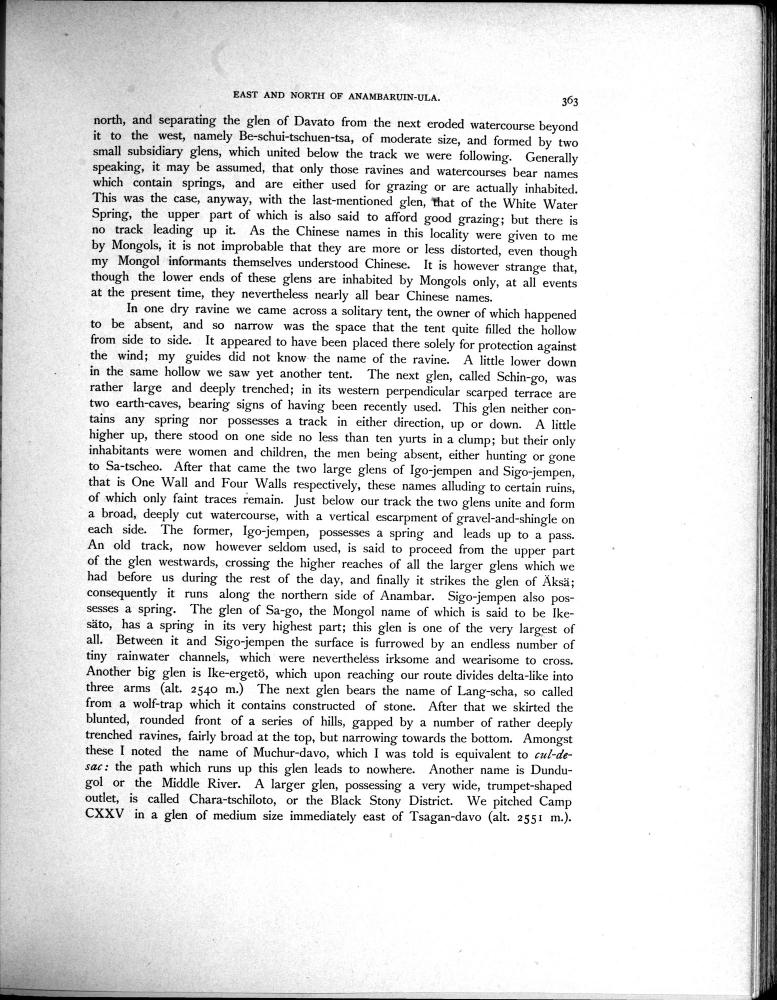 EAST AND NORTH OF ANAMBARUIN-ULA.
363
north, and separating the glen of Davato from the next eroded watercourse beyond
it to the west, namely Be-schui-tschuen-tsa, of moderate size, and formed by two
small subsidiary glens, which united below the track we were following. Generally
speaking, it may be assumed, that only those ravines and watercourses bear names
which contain springs, and are either used for grazing or are actually inhabited.
This was the case, anyway, with the last-mentioned glen, that of the White Water
Spring, the upper part of which is also said to afford good grazing; but there is
no track leading up it. As the Chinese names in this locality were given to me
by Mongols, it is not improbable that they are more or less distorted, even though
my Mongol informants themselves understood Chinese. It is however strange that,
though the lower ends of these glens are inhabited by Mongols only, at all events
at the present time, they nevertheless nearly all bear Chinese names.
In one dry ravine we came across a solitary tent, the owner of which happened
to be absent, and so narrow was the space that the tent quite filled the hollow
from side to side. It appeared to have been placed there solely for protection against
the wind; my guides did not know the name of the ravine. A little lower down
in the same hollow we saw yet another tent. The next glen, called Schin-go, was
rather large and deeply trenched; in its western perpendicular scarped terrace are
two earth-caves, bearing signs of having been recently used. This glen neither con-
tains any spring nor possesses a track in either direction, up or down. A little
higher up, there stood on one side no less than ten yurts in a clump; but their only
inhabitants were women and children, the men being absent, either hunting or gone
to Sa-tscheo. After that came the two large glens of Igo-jempen and Sigo-jempen,
that is One Wall and Four Walls respectively, these names alluding to certain ruins,
of which only faint traces remain. Just below our track the two glens unite and form
a broad, deeply cut watercourse, with a vertical escarpment of gravel-and-shingle on
each side. The former, Igo-jempen, possesses a spring and leads up to a pass.
An old track, now however seldom used, is said to proceed from the upper part
of the glen westwards, crossing the higher reaches of all the larger glens which we
had before us during the rest of the day, and finally it strikes the glen of Äksä;
consequently it runs along the northern side of Anambar. Sigo-jempen also pos-
sesses a spring. The glen of Sa-go, the Mongol name of which is said to be Ike-
säto, has a spring in its very highest part; this glen is one of the very largest of
all. Between it and Sigo-jempen the surface is furrowed by an endless number of
tiny rainwater channels, which were nevertheless irksome and wearisome to cross.
Another big glen is Ike-ergetö, which upon reaching our route divides delta-like into
three arms (alt. 2540 m.) The next glen bears the name of Lang-scha, so called
from a wolf-trap which it contains constructed of stone. After that we skirted the
blunted, rounded front of a series of hills, gapped by a number of rather deeply
trenched ravines, fairly broad at the top, but narrowing towards the bottom. Amongst
these I noted the name of Muchur-davo, which I was told is equivalent to cul-de-
sac: the path which runs up this glen leads to nowhere. Another name is Dundu-
gol or the Middle River. A larger glen, possessing a very wide, trumpet-shaped
outlet, is called Chara-tschiloto, or the Black Stony District. We pitched Camp
CXXV in a glen of medium size immediately east of Tsagan-davo (alt. 2551 m.).